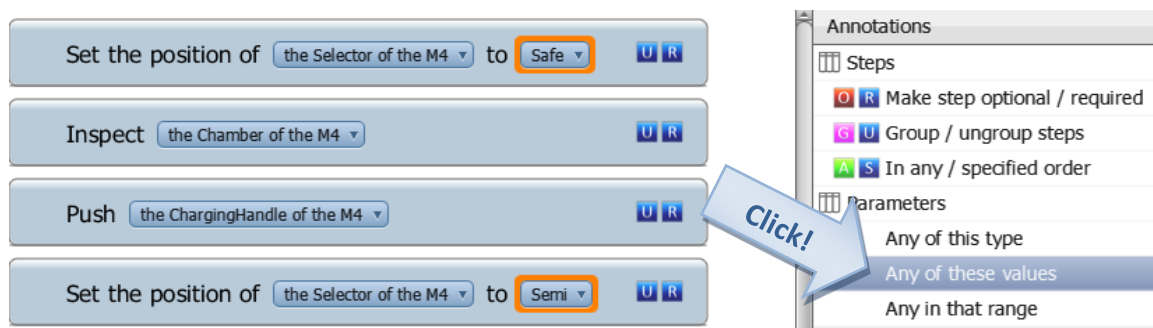 Set the position of the Selector of the M4 to Safe U R
Inspect the Chamber of the M4 U R
Push the ChargingHandle of the M4 U R
Set the position of the Selector of the M4 to Semi U R
Click!
Annotations
Steps
O R Make step optional / required
G U Group / ungroup steps
A S In any / specified order
Parameters
Any of this type
Any of these values
Any in that range